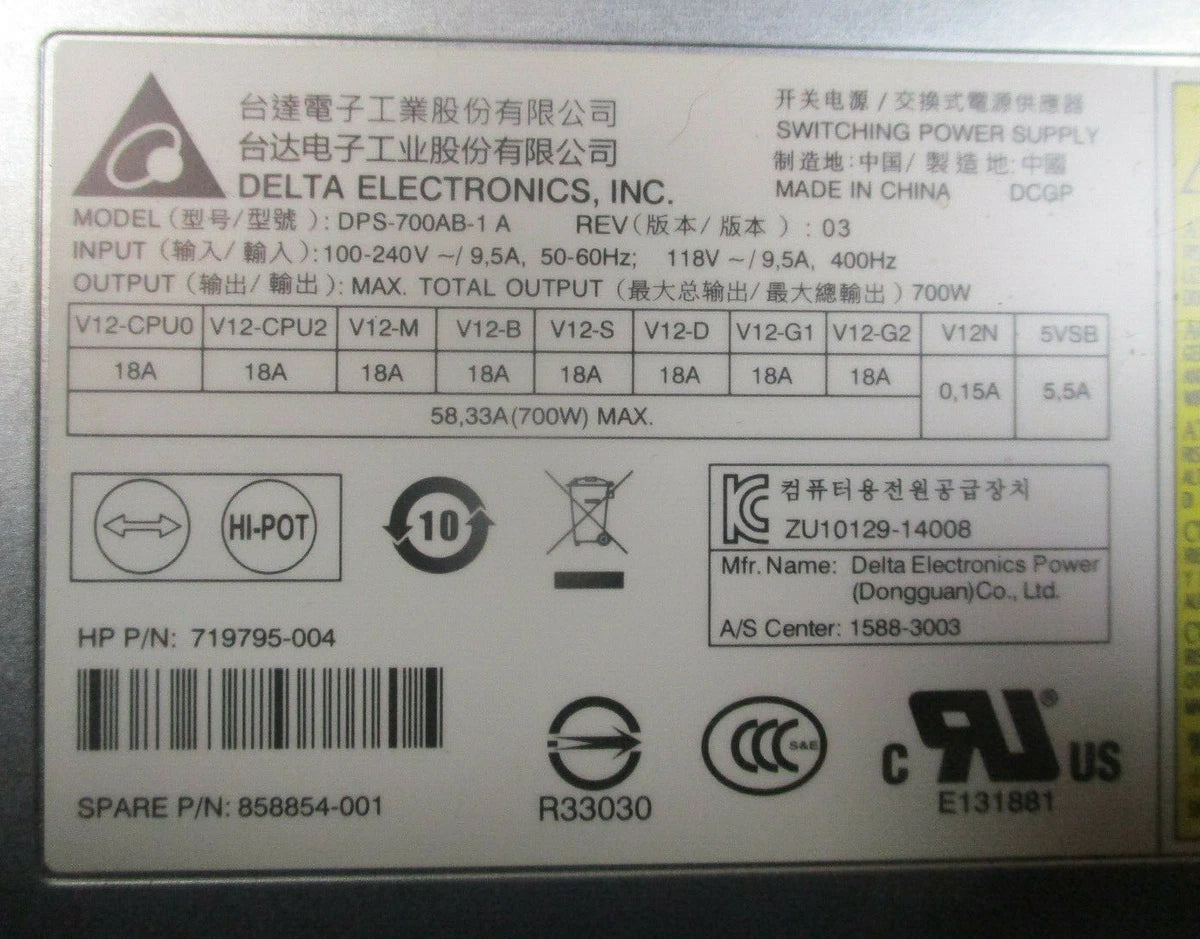 台達電子工業股份有限公司
台达电子工业股份有限公司
DELTA ELECTRONICS, INC.
开关电源 / 交換式電源供應器
SWITCHING POWER SUPPLY
制造地: 中国/ 製造地: 中國
MADE IN CHINA DCGP
MODEL (型号/型號): DPS-700AB-1 A REV (版本/ 版本 ) : 03
INPUT (输入/ 輸入): 100-240V ~/ 9,5A, 50-60Hz; 118V ~/ 9,5A, 400Hz
OUTPUT (输出/ 輸出): MAX. TOTAL OUTPUT (最大总输出/ 最大總輸出) 700W
V12-CPU0 V12-CPU2 V12-M V12-B V12-S V12-D V12-G1 V12-G2 V12N 5VSB
18A 18A 18A 18A 18A 18A 18A 18A 0,15A 5,5A
58,33A(700W) MAX.
HI-POT
10
컴퓨터용전원공급장치
ZU10129-14008
Mfr. Name: Delta Electronics Power
(Dongguan)Co., Ltd.
A/S Center: 1588-3003
HP P/N: 719795-004
SPARE P/N: 858854-001
R33030
CCC S&E
C RU ® US
E131881